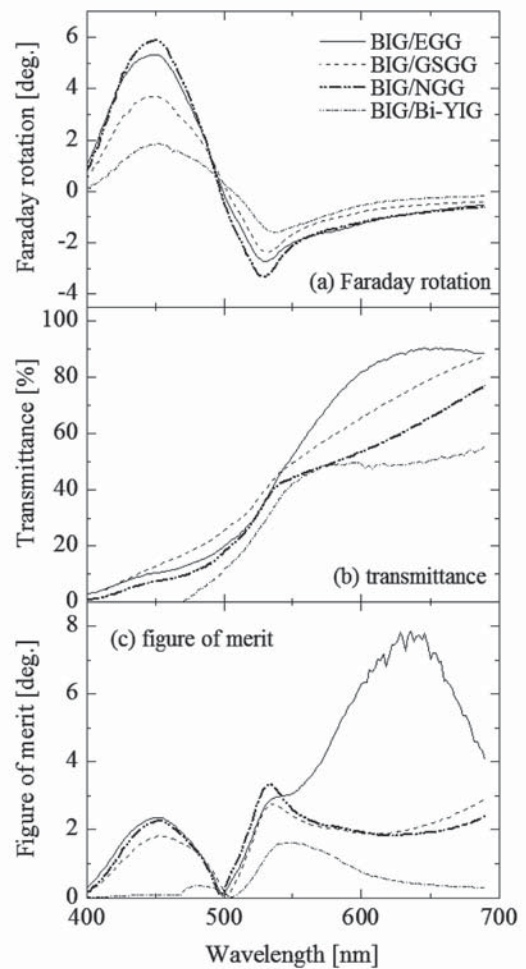 6
4
2
0
-2
-4
Faraday rotation [deg.]
BIG/EGG
BIG/GSGG
BIG/NGG
BIG/Bi-YIG
(a) Faraday rotation
100
80
60
40
20
0
Transmittance [%]
(b) transmittance
8
6
4
2
0
Figure of merit [deg.]
(c) figure of merit
400 500 600 700
Wavelength [nm]